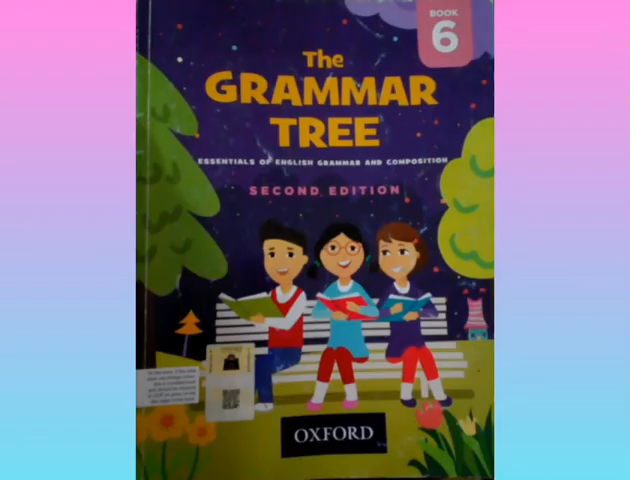 BOOK
6
The
GRAMMAR
TREE
ESSENTIALS OF ENGLISH GRAMMAR AND COMPOSITION
SECOND EDITION
OXFORD